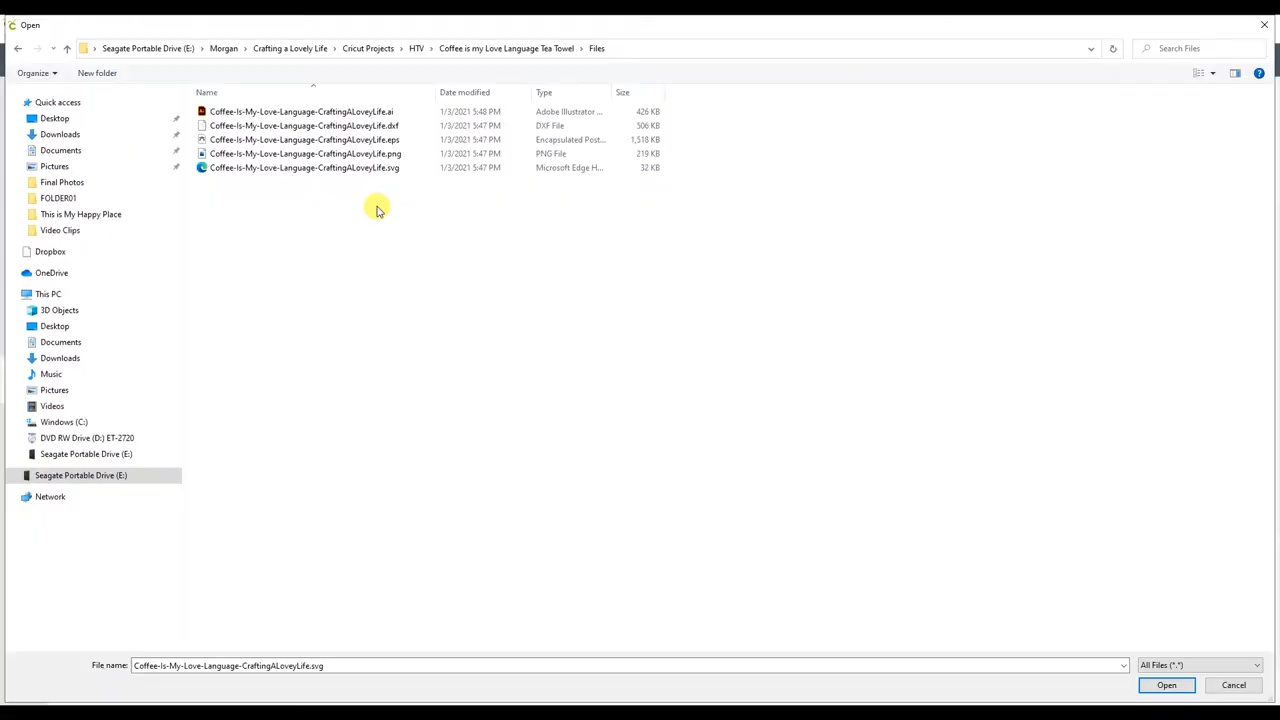 Open
Seagate Portable Drive (E:) > Morgan > Crafting a Lovely Life > Cricut Projects > HTV > Coffee is my Love Language Tea Towel > Files
Search Files
Organize
New folder
Name Date modified Type Size
Coffee-Is-My-Love-Language-CraftingALoveyLife.ai 1/3/2021 5:48 PM Adobe Illustrator ... 426 KB
Coffee-Is-My-Love-Language-CraftingALoveyLife.dxf 1/3/2021 5:47 PM DXF File 506 KB
Coffee-Is-My-Love-Language-CraftingALoveyLife.eps 1/3/2021 5:47 PM Encapsulated Post... 1,518 KB
Coffee-Is-My-Love-Language-CraftingALoveyLife.png 1/3/2021 5:47 PM PNG File 219 KB
Coffee-Is-My-Love-Language-CraftingALoveyLife.svg 1/3/2021 5:47 PM Microsoft Edge H... 32 KB
Quick access
Desktop
Downloads
Documents
Pictures
Final Photos
FOLDER01
This is My Happy Place
Video Clips
Dropbox
OneDrive
This PC
3D Objects
Desktop
Documents
Downloads
Music
Pictures
Videos
Windows (C:)
DVD RW Drive (D:) ET-2720
Seagate Portable Drive (E:)
Seagate Portable Drive (E:)
Network
File name: Coffee-Is-My-Love-Language-CraftingALoveyLife.svg
All Files (*.*)
Open
Cancel